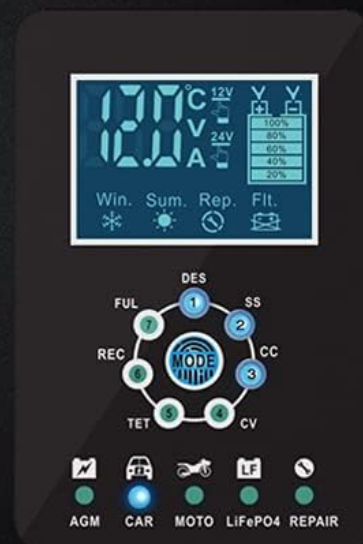 12.0 °C V A
12V
24V
100%
80%
60%
40%
20%
Win. Sum. Rep. Flt.
DES
1
SS
2
CC
3
CV
4
TET
5
REC
6
FUL
7
MODE
LF
AGM CAR MOTO LiFePO4 REPAIR